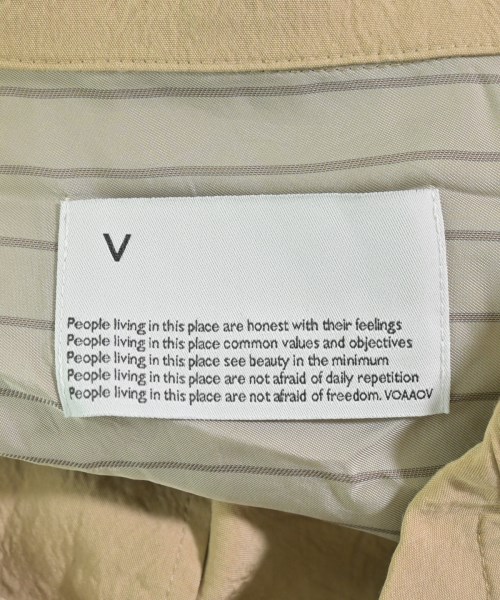 V
People living in this place are honest with their feelings
People living in this place common values and objectives
People living in this place see beauty in the minimum
People living in this place are not afraid of daily repetition
People living in this place are not afraid of freedom. VOAAOV